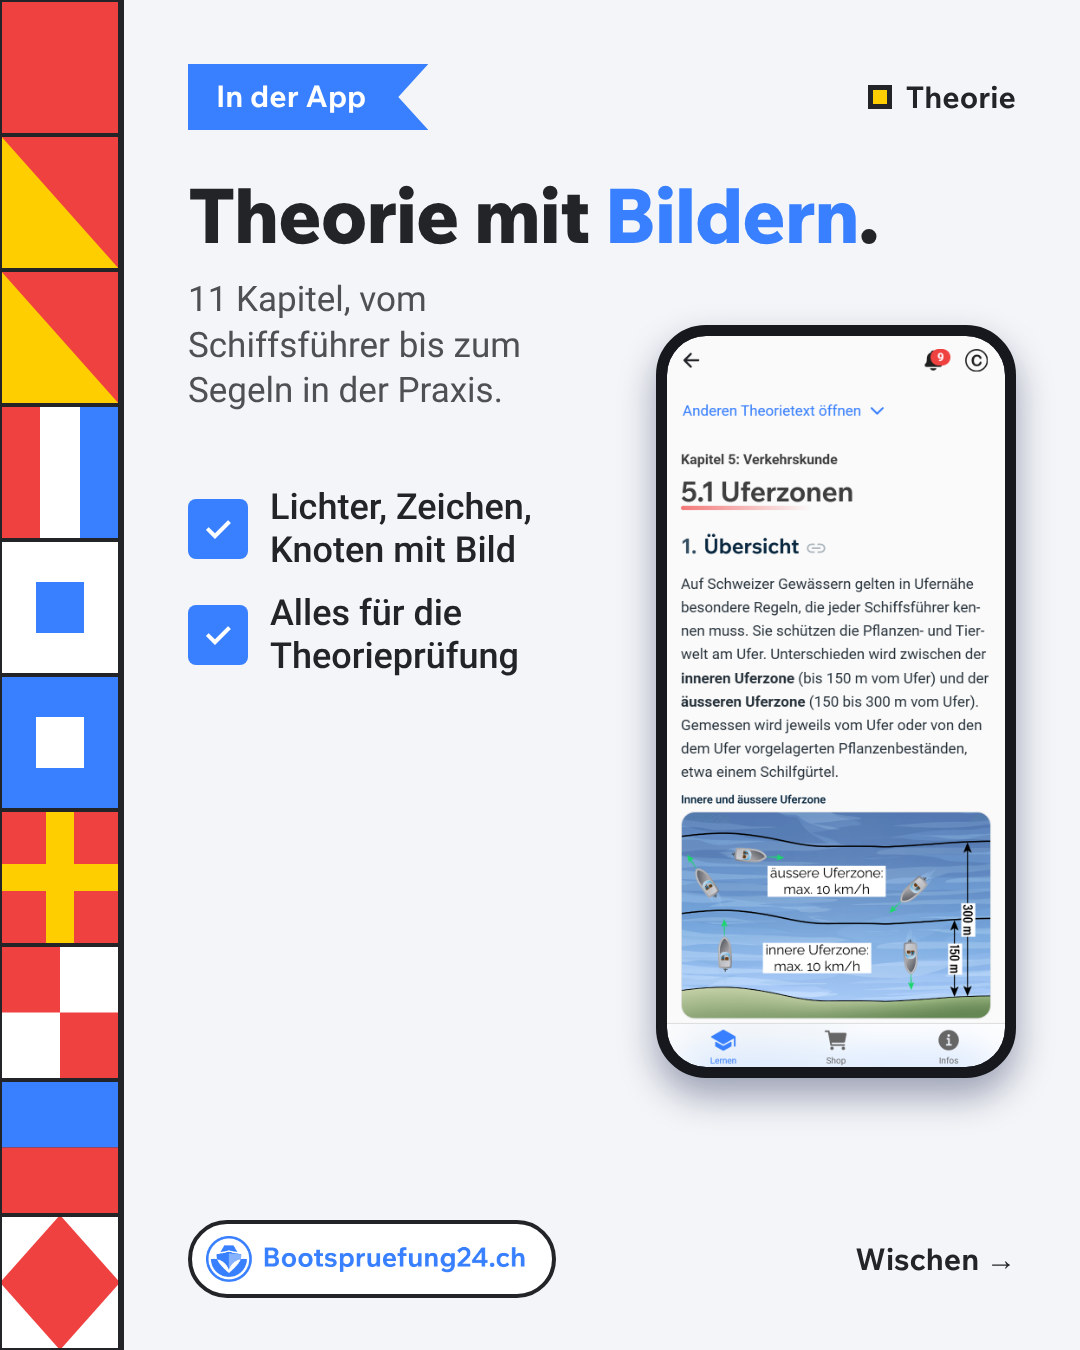 In der App
Theorie
Theorie mit Bildern.
11 Kapitel, vom
Schiffsführer bis zum
Segeln in der Praxis.
Lichter, Zeichen,
Knoten mit Bild
Alles für die
Theorieprüfung
9
Anderen Theorietext öffnen
Kapitel 5: Verkehrskunde
5.1 Uferzonen
1. Übersicht
Auf Schweizer Gewässern gelten in Ufernähe
besondere Regeln, die jeder Schiffsführer ken-
nen muss. Sie schützen die Pflanzen- und Tier-
welt am Ufer. Unterschieden wird zwischen der
inneren Uferzone (bis 150 m vom Ufer) und der
äusseren Uferzone (150 bis 300 m vom Ufer).
Gemessen wird jeweils vom Ufer oder von den
dem Ufer vorgelagerten Pflanzenbeständen,
etwa einem Schilfgürtel.
Innere und äussere Uferzone
äussere Uferzone:
max. 10 km/h
300 m
innere Uferzone:
max. 10 km/h
150 m
Lernen
Shop
Infos
Bootspruefung24.ch
Wischen →